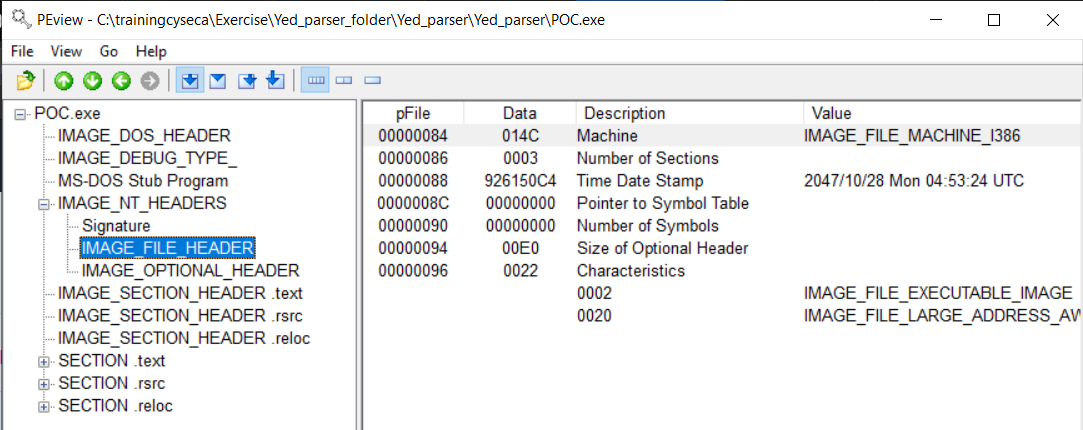 PEview - C:\trainingcyseca\Exercise\Yed_parser_folder\Yed_parser\Yed_parser\POC.exe
File View Go Help
POC.exe
IMAGE_DOS_HEADER
IMAGE_DEBUG_TYPE_
MS-DOS Stub Program
IMAGE_NT_HEADERS
Signature
IMAGE_FILE_HEADER
IMAGE_OPTIONAL_HEADER
IMAGE_SECTION_HEADER .text
IMAGE_SECTION_HEADER .rsrc
IMAGE_SECTION_HEADER .reloc
SECTION .text
SECTION .rsrc
SECTION .reloc
pFile Data Description Value
00000084 014C Machine IMAGE_FILE_MACHINE_I386
00000086 0003 Number of Sections
00000088 926150C4 Time Date Stamp 2047/10/28 Mon 04:53:24 UTC
0000008C 00000000 Pointer to Symbol Table
00000090 00000000 Number of Symbols
00000094 00E0 Size of Optional Header
00000096 0022 Characteristics
0002 IMAGE_FILE_EXECUTABLE_IMAGE
0020 IMAGE_FILE_LARGE_ADDRESS_AW